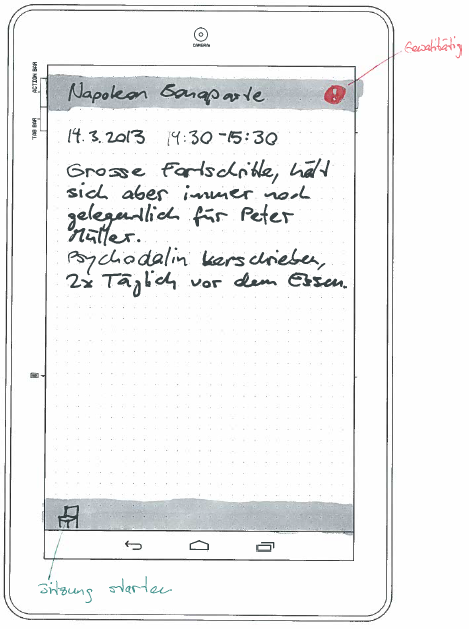 CAMERA
ACTION BAR
TAB BAR
Gewalttätig
Napoleon Bonaparte
!
14.3.2013 14:30-15:30
Grosse Fortschritte, hält
sich aber immer noch
gelegentlich für Peter
Müller.
Psychodalin verschrieben,
2x Täglich vor dem Essen.
Sitzung starten